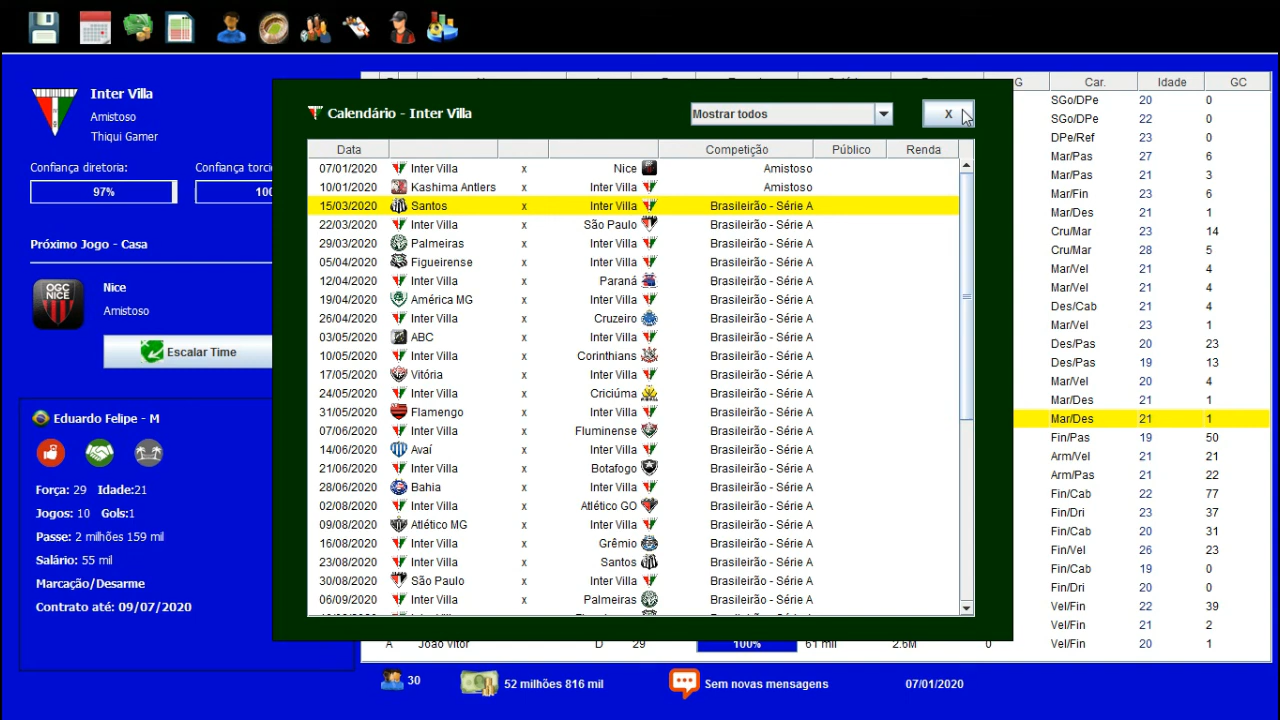 Inter Villa
Amistoso
Thiqui Gamer
Confiança diretoria:
Confiança torcic
97%
100
Próximo Jogo - Casa
OGC
NICE
Nice
Amistoso
Escalar Time
Eduardo Felipe - M
Força: 29 Idade:21
Jogos: 10 Gols:1
Passe: 2 milhões 159 mil
Salário: 55 mil
Marcação/Desarme
Contrato até: 09/07/2020
Calendário - Inter Villa
Mostrar todos
X
Data Competição Público Renda
07/01/2020 Inter Villa x Nice Amistoso
10/01/2020 Kashima Antlers x Inter Villa Amistoso
15/03/2020 Santos x Inter Villa Brasileirão - Série A
22/03/2020 Inter Villa x São Paulo Brasileirão - Série A
29/03/2020 Palmeiras x Inter Villa Brasileirão - Série A
05/04/2020 Figueirense x Inter Villa Brasileirão - Série A
12/04/2020 Inter Villa x Paraná Brasileirão - Série A
19/04/2020 América MG x Inter Villa Brasileirão - Série A
26/04/2020 Inter Villa x Cruzeiro Brasileirão - Série A
03/05/2020 ABC x Inter Villa Brasileirão - Série A
10/05/2020 Inter Villa x Corinthians Brasileirão - Série A
17/05/2020 Vitória x Inter Villa Brasileirão - Série A
24/05/2020 Inter Villa x Criciúma Brasileirão - Série A
31/05/2020 Flamengo x Inter Villa Brasileirão - Série A
07/06/2020 Inter Villa x Fluminense Brasileirão - Série A
14/06/2020 Avaí x Inter Villa Brasileirão - Série A
21/06/2020 Inter Villa x Botafogo Brasileirão - Série A
28/06/2020 Bahia x Inter Villa Brasileirão - Série A
02/08/2020 Inter Villa x Atlético GO Brasileirão - Série A
09/08/2020 Atlético MG x Inter Villa Brasileirão - Série A
16/08/2020 Inter Villa x Grêmio Brasileirão - Série A
23/08/2020 Inter Villa x Santos Brasileirão - Série A
30/08/2020 São Paulo x Inter Villa Brasileirão - Série A
06/09/2020 Inter Villa x Palmeiras Brasileirão - Série A
G Car. Idade GC
SGo/DPe 20 0
SGo/DPe 22 0
DPe/Ref 23 0
Mar/Pas 27 6
Mar/Pas 21 3
Mar/Fin 23 6
Mar/Des 21 1
Cru/Mar 23 14
Cru/Mar 28 5
Mar/Vel 21 4
Mar/Vel 21 4
Des/Cab 21 4
Mar/Vel 23 1
Des/Pas 20 23
Des/Pas 19 13
Mar/Vel 20 4
Mar/Des 21 1
Mar/Des 21 1
Fin/Pas 19 50
Arm/Vel 21 21
Arm/Pas 21 22
Fin/Cab 22 77
Fin/Dri 23 37
Fin/Cab 20 31
Fin/Vel 26 23
Fin/Cab 19 0
Fin/Dri 20 0
Vel/Fin 22 39
Vel/Fin 21 2
A João Vitor D 29 100% 61 mil 2.6M 0 Vel/Fin 20 1
30
52 milhões 816 mil
Sem novas mensagens
07/01/2020